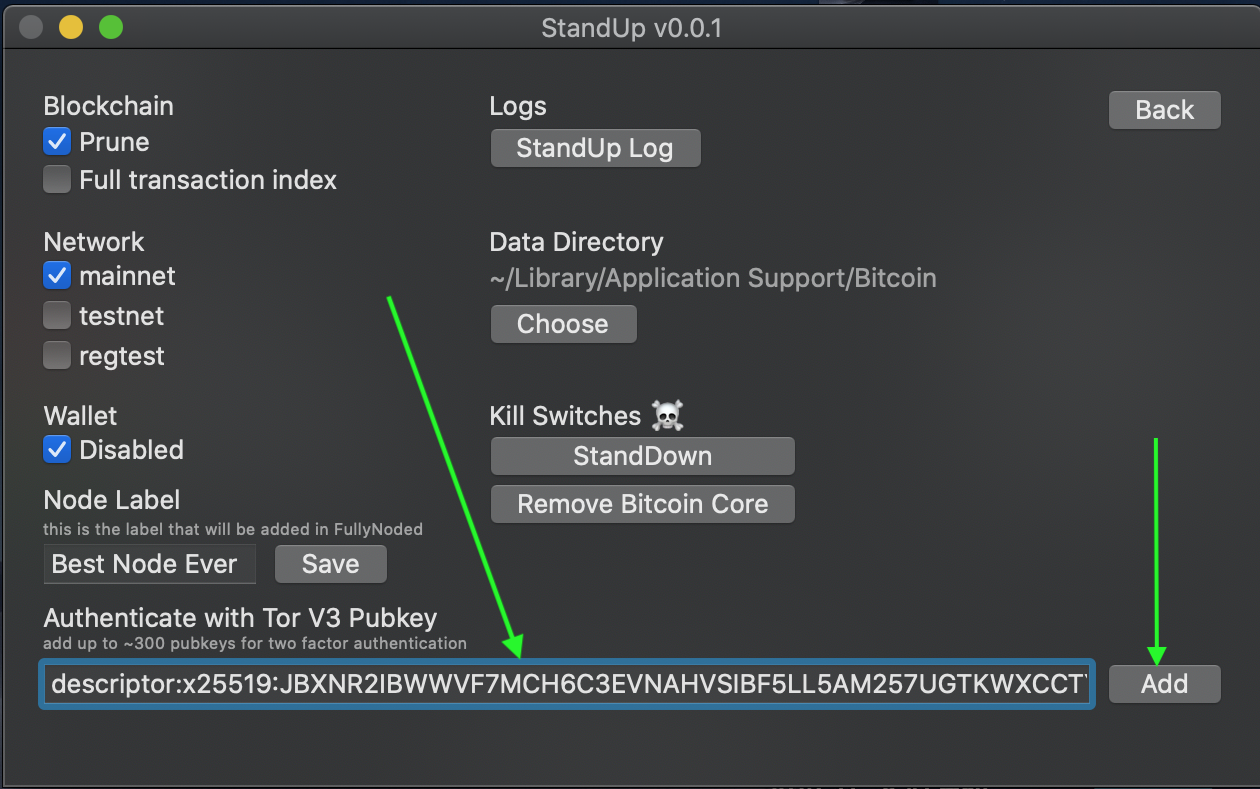 StandUp v0.0.1
Blockchain
Prune
Full transaction index
Network
mainnet
testnet
regtest
Wallet
Disabled
Node Label
this is the label that will be added in FullyNoded
Best Node Ever
Save
Logs
StandUp Log
Data Directory
~/Library/Application Support/Bitcoin
Choose
Kill Switches ☠️
StandDown
Remove Bitcoin Core
Back
Authenticate with Tor V3 Pubkey
add up to ~300 pubkeys for two factor authentication
descriptor:x25519:JBXNR2IBWWVF7MCH6C3EVNAHVSIBF5LL5AM257UGTKWXCCT
Add